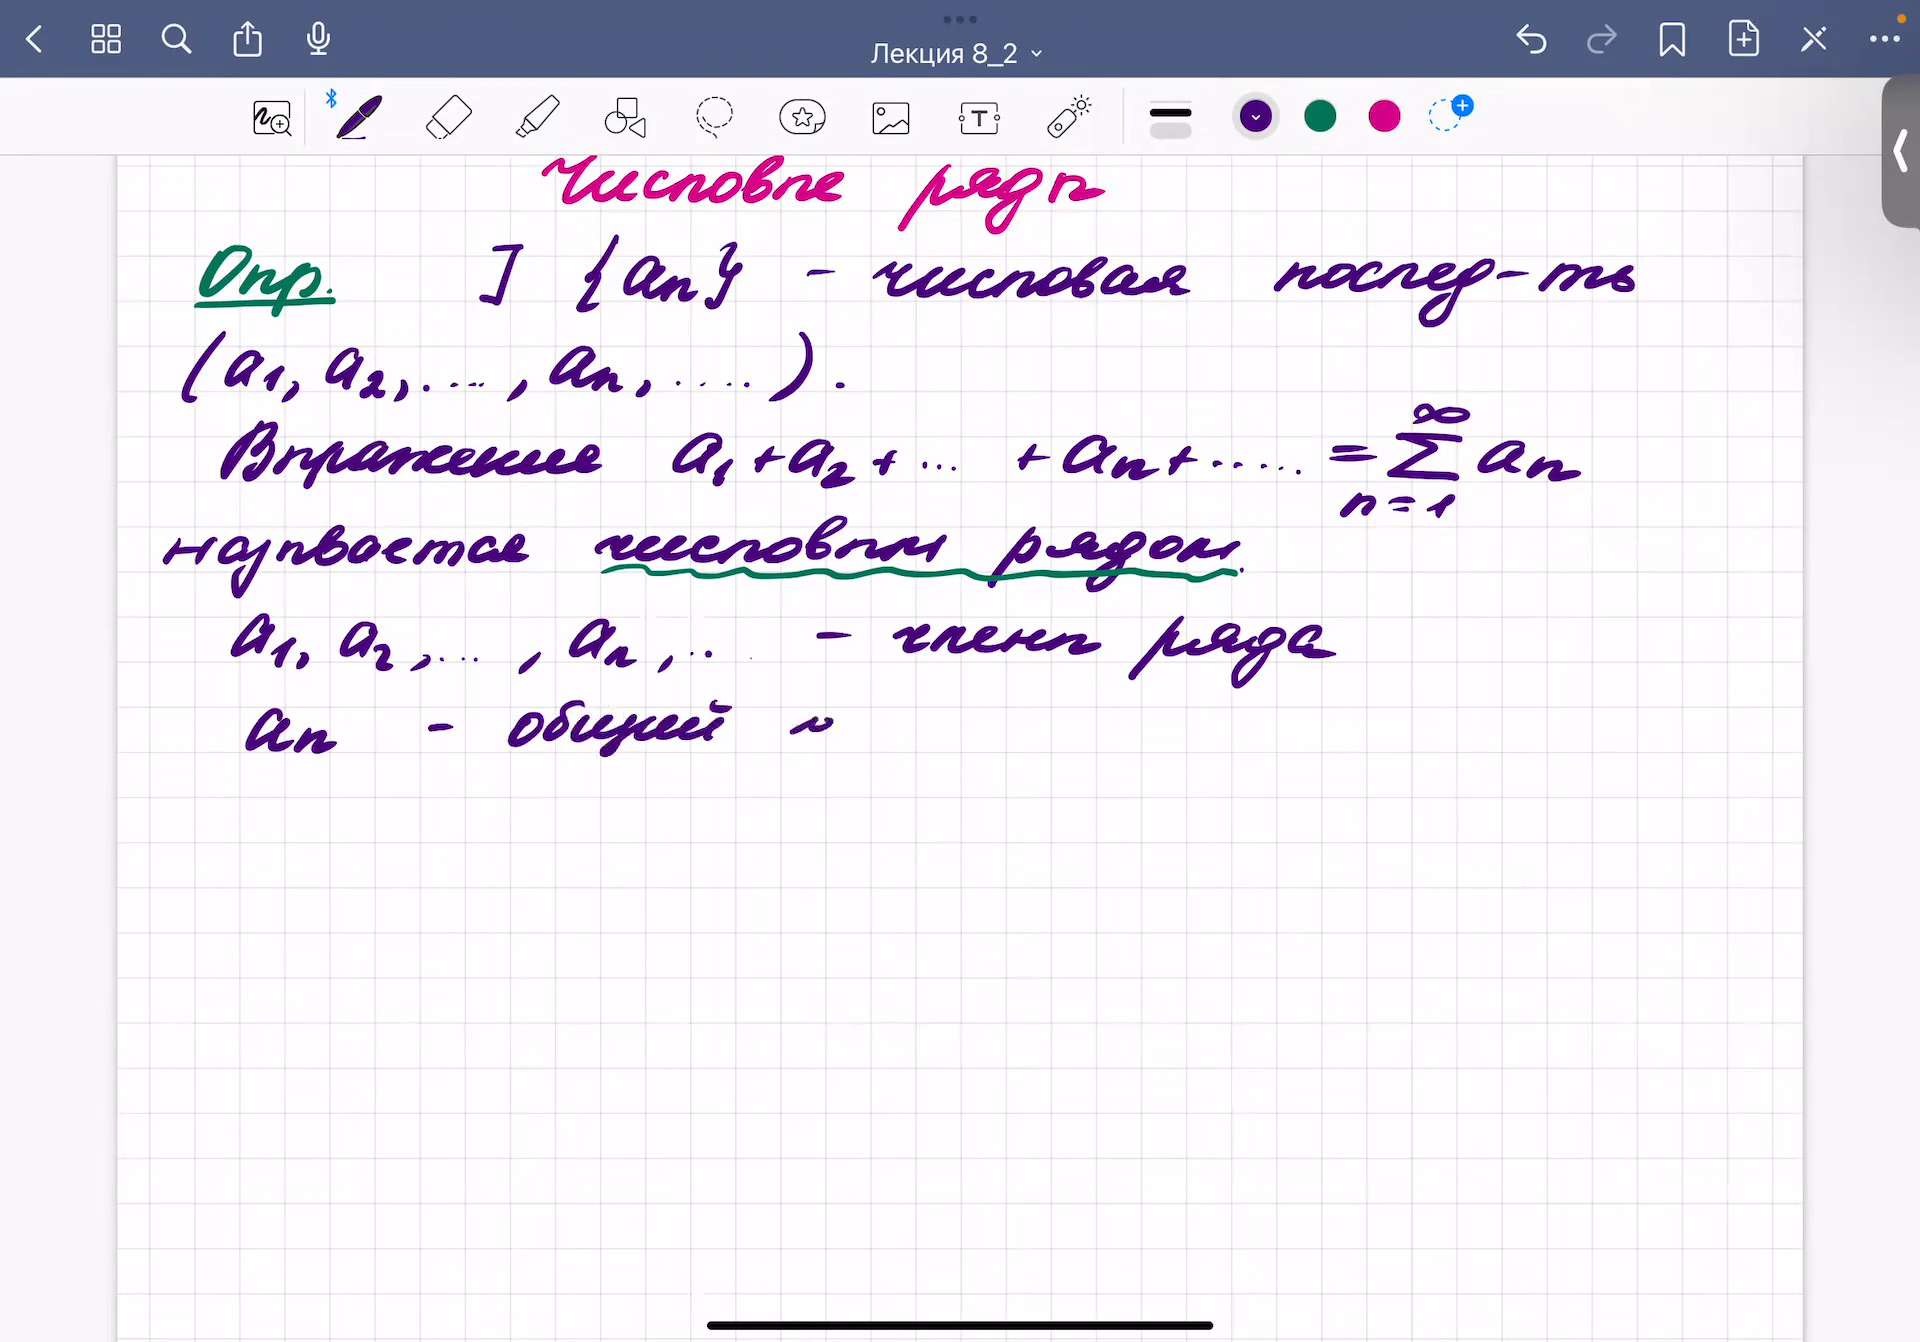 Лекция 8_2
Числовые ряды
Опр. ] {an} – числовая послед-ть
(a1, a2, ..., an, ....).
Выражение a1 + a2 + ... + an + ..... = ∞∑n=1 an
называется числовым рядом.
a1, a2, ..., an, ... – члены ряда
an – общий